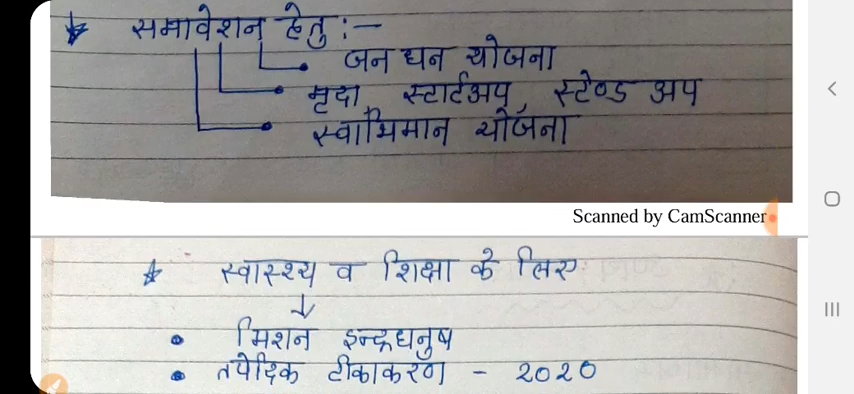 समावेशन हेतु :-
जन धन योजना
मृदा, स्टार्टअप, स्टेण्ड अप
स्वाभिमान योजना
Scanned by CamScanner
स्वास्थ्य व शिक्षा के लिए
मिशन इन्द्रधनुष
तपेदिक टीकाकरण - 2020